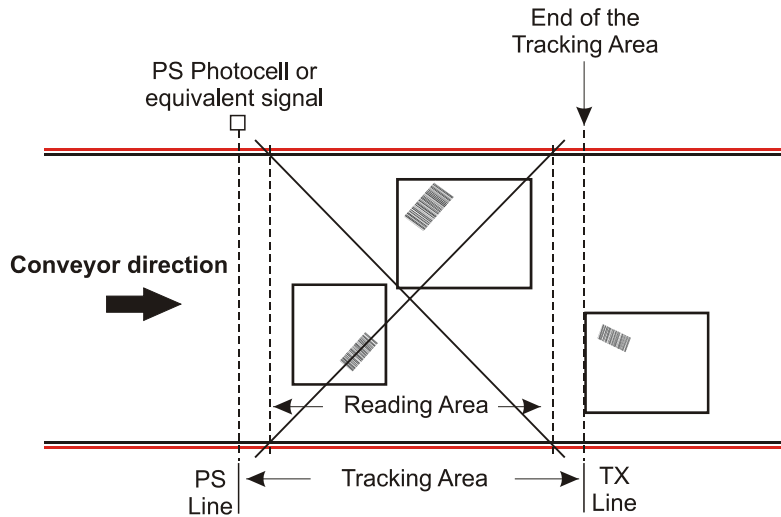 End of the
Tracking Area
PS Photocell or
equivalent signal
Conveyor direction
Reading Area
Tracking Area
PS
Line
TX
Line